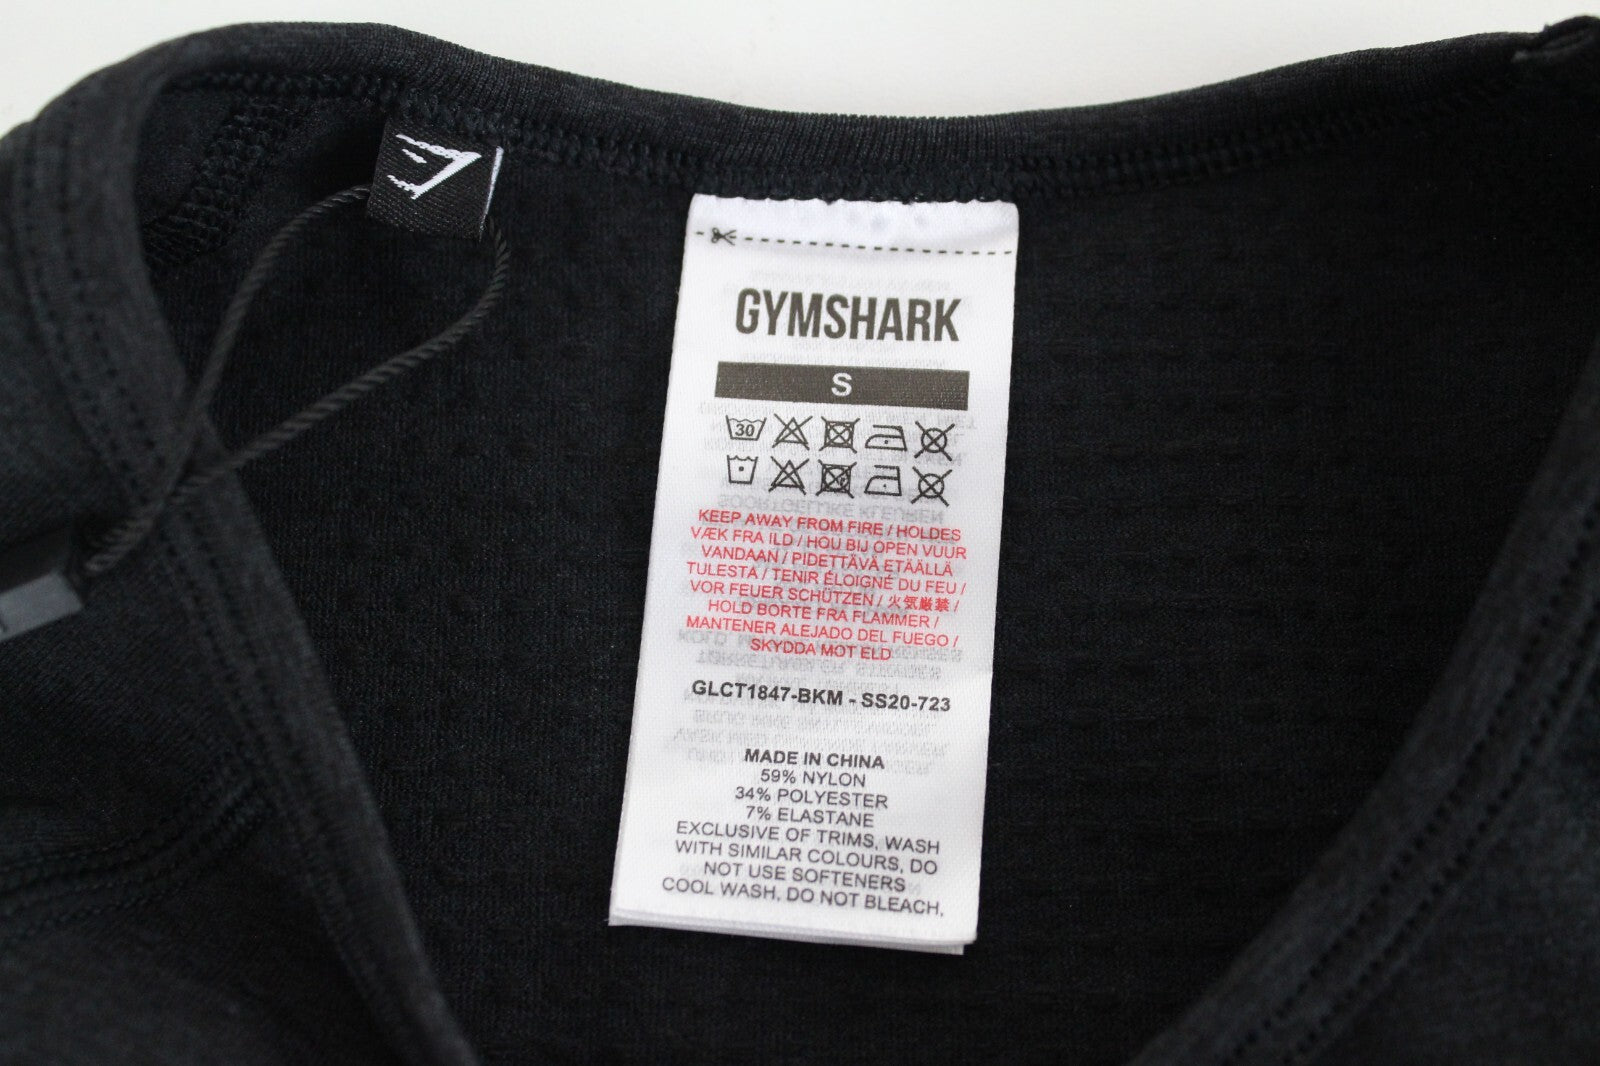 GYMSHARK
S
30
KEEP AWAY FROM FIRE / HOLDES
VÆK FRA ILD / HOU BIJ OPEN VUUR
VANDAAN / PIDETTÄVÄ ETÄÄLLÄ
TULESTA / TENIR ÉLOIGNÉ DU FEU /
VOR FEUER SCHÜTZEN / 火気厳禁 /
HOLD BORTE FRA FLAMMER /
MANTENER ALEJADO DEL FUEGO /
SKYDDA MOT ELD
GLCT1847-BKM - SS20-723
MADE IN CHINA
59% NYLON
34% POLYESTER
7% ELASTANE
EXCLUSIVE OF TRIMS, WASH
WITH SIMILAR COLOURS, DO
NOT USE SOFTENERS
COOL WASH. DO NOT BLEACH.